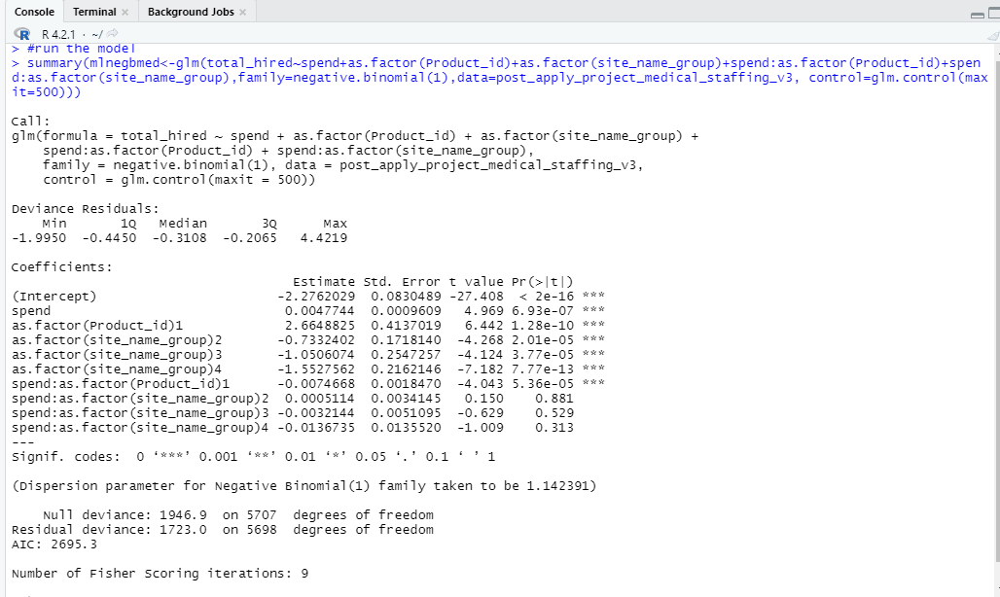 Console Terminal × Background Jobs ×
R 4.2.1 · ~/
> #run the model
> summary(mlnegbmed<-glm(total_hired~spend+as.factor(Product_id)+as.factor(site_name_group)+spend:as.factor(Product_id)+spen
d:as.factor(site_name_group),family=negative.binomial(1),data=post_apply_project_medical_staffing_v3, control=glm.control(max
it=500)))
Call:
glm(formula = total_hired ~ spend + as.factor(Product_id) + as.factor(site_name_group) +
    spend:as.factor(Product_id) + spend:as.factor(site_name_group),
    family = negative.binomial(1), data = post_apply_project_medical_staffing_v3,
    control = glm.control(maxit = 500))
Deviance Residuals:
    Min       1Q   Median       3Q      Max
-1.9950  -0.4450  -0.3108  -0.2065   4.4219
Coefficients:
                                    Estimate Std. Error t value Pr(>|t|)
(Intercept)                       -2.2762029  0.0830489 -27.408  < 2e-16 ***
spend                              0.0047744  0.0009609   4.969 6.93e-07 ***
as.factor(Product_id)1             2.6648825  0.4137019   6.442 1.28e-10 ***
as.factor(site_name_group)2       -0.7332402  0.1718140  -4.268 2.01e-05 ***
as.factor(site_name_group)3       -1.0506074  0.2547257  -4.124 3.77e-05 ***
as.factor(site_name_group)4       -1.5527562  0.2162146  -7.182 7.77e-13 ***
spend:as.factor(Product_id)1      -0.0074668  0.0018470  -4.043 5.36e-05 ***
spend:as.factor(site_name_group)2  0.0005114  0.0034145   0.150    0.881
spend:as.factor(site_name_group)3 -0.0032144  0.0051095  -0.629    0.529
spend:as.factor(site_name_group)4 -0.0136735  0.0135520  -1.009    0.313
---
Signif. codes:  0 ‘***’ 0.001 ‘**’ 0.01 ‘*’ 0.05 ‘.’ 0.1 ‘ ’ 1
(Dispersion parameter for Negative Binomial(1) family taken to be 1.142391)
    Null deviance: 1946.9  on 5707  degrees of freedom
Residual deviance: 1723.0  on 5698  degrees of freedom
AIC: 2695.3
Number of Fisher Scoring iterations: 9